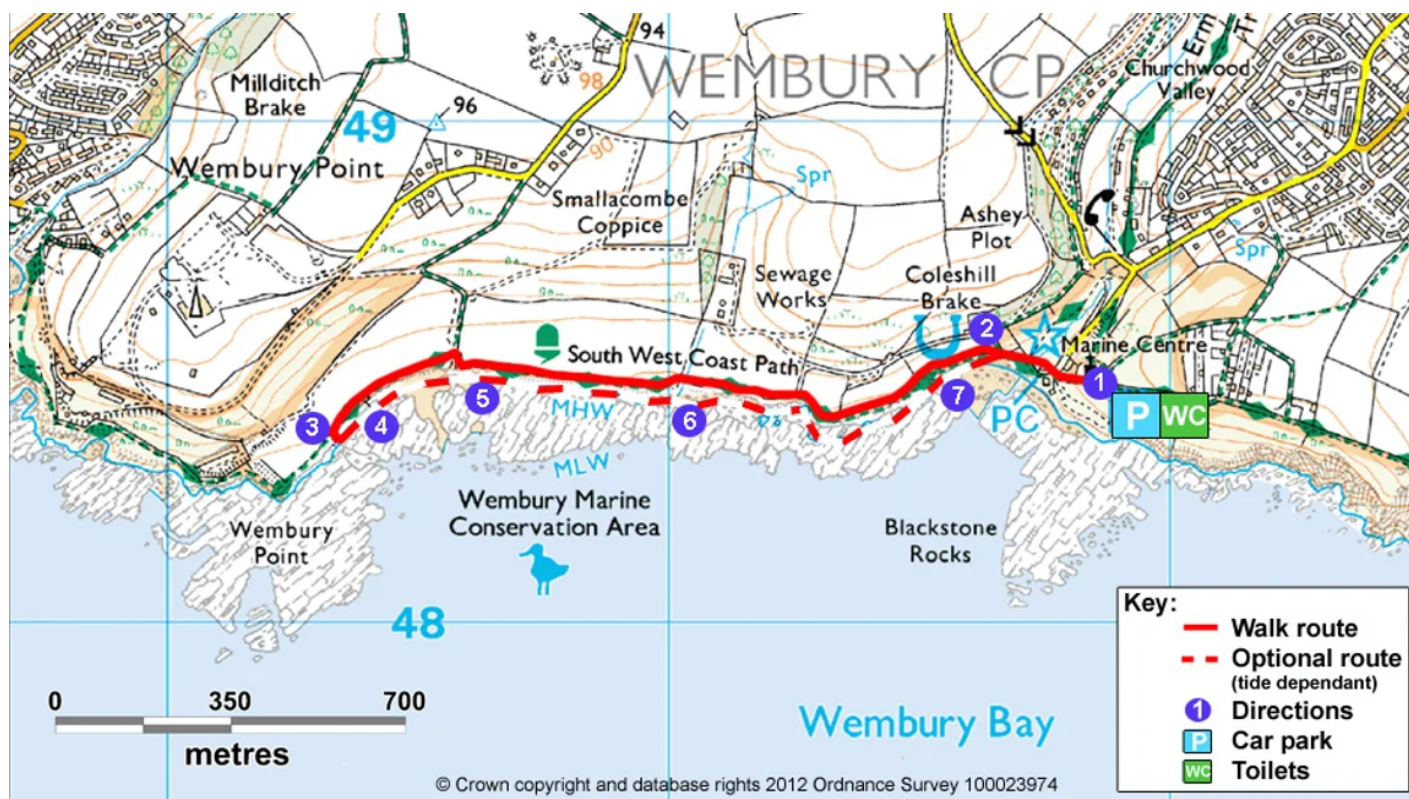 94
98
WEMBURY CP
Millditch
Brake
49
96
90
Wembury Point
Smallacombe
Coppice
Spr
Churchwood
Valley
Ashey
Plot
Spr
Sewage
Works
Coleshill
Brake
2
Marine Centre
South West Coast Path
1
P WC
PC
7
3
4
5
6
MHW
MLW
Wembury Marine
Conservation Area
Wembury
Point
Blackstone
Rocks
48
Wembury Bay
0 350 700
metres
Key:
Walk route
Optional route
(tide dependant)
1 Directions
P Car park
WC Toilets
© Crown copyright and database rights 2012 Ordnance Survey 100023974